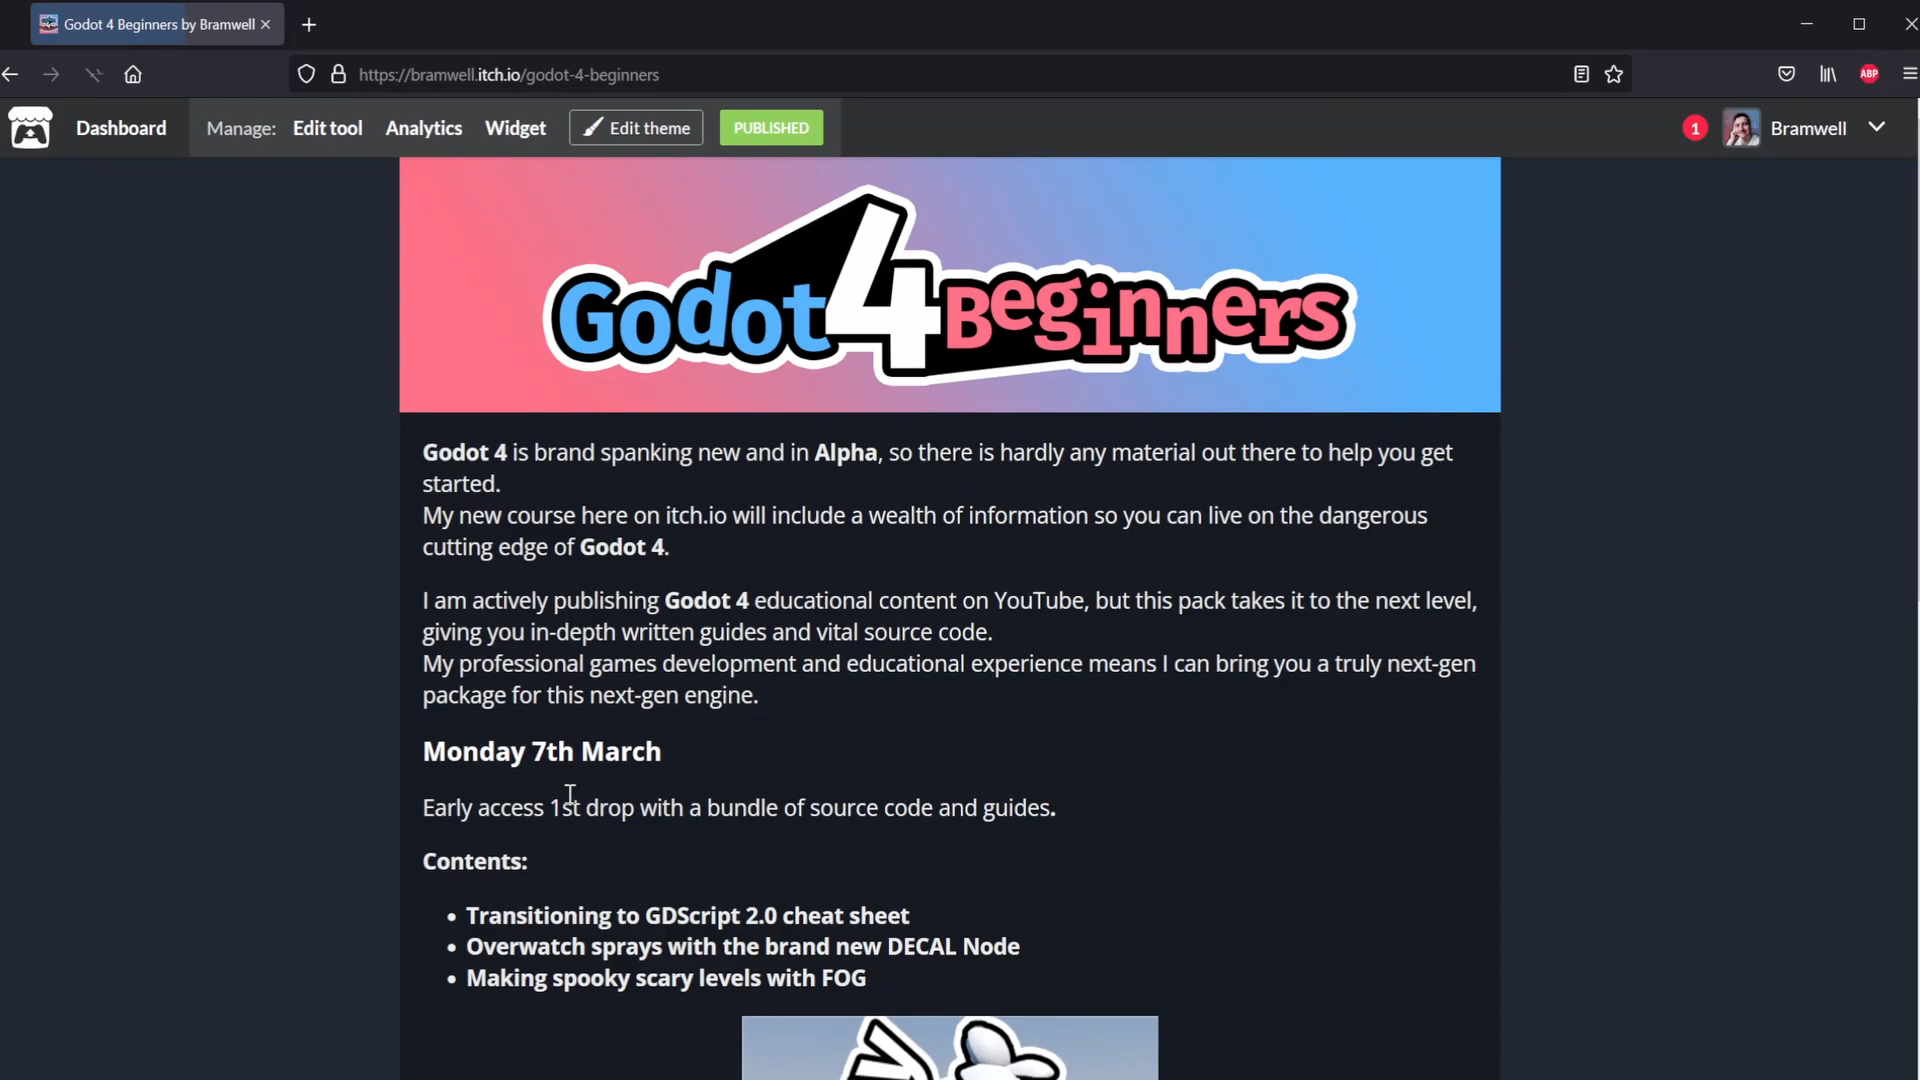 Godot 4 Beginners by Bramwell
https://bramwell.itch.io/godot-4-beginners
ABP
Dashboard Manage: Edit tool Analytics Widget Edit theme PUBLISHED 1 Bramwell
Godot 4 Beginners
Godot 4 is brand spanking new and in Alpha, so there is hardly any material out there to help you get
started.
My new course here on itch.io will include a wealth of information so you can live on the dangerous
cutting edge of Godot 4.
I am actively publishing Godot 4 educational content on YouTube, but this pack takes it to the next level,
giving you in-depth written guides and vital source code.
My professional games development and educational experience means I can bring you a truly next-gen
package for this next-gen engine.
Monday 7th March
Early access 1st drop with a bundle of source code and guides.
Contents:
• Transitioning to GDScript 2.0 cheat sheet
• Overwatch sprays with the brand new DECAL Node
• Making spooky scary levels with FOG